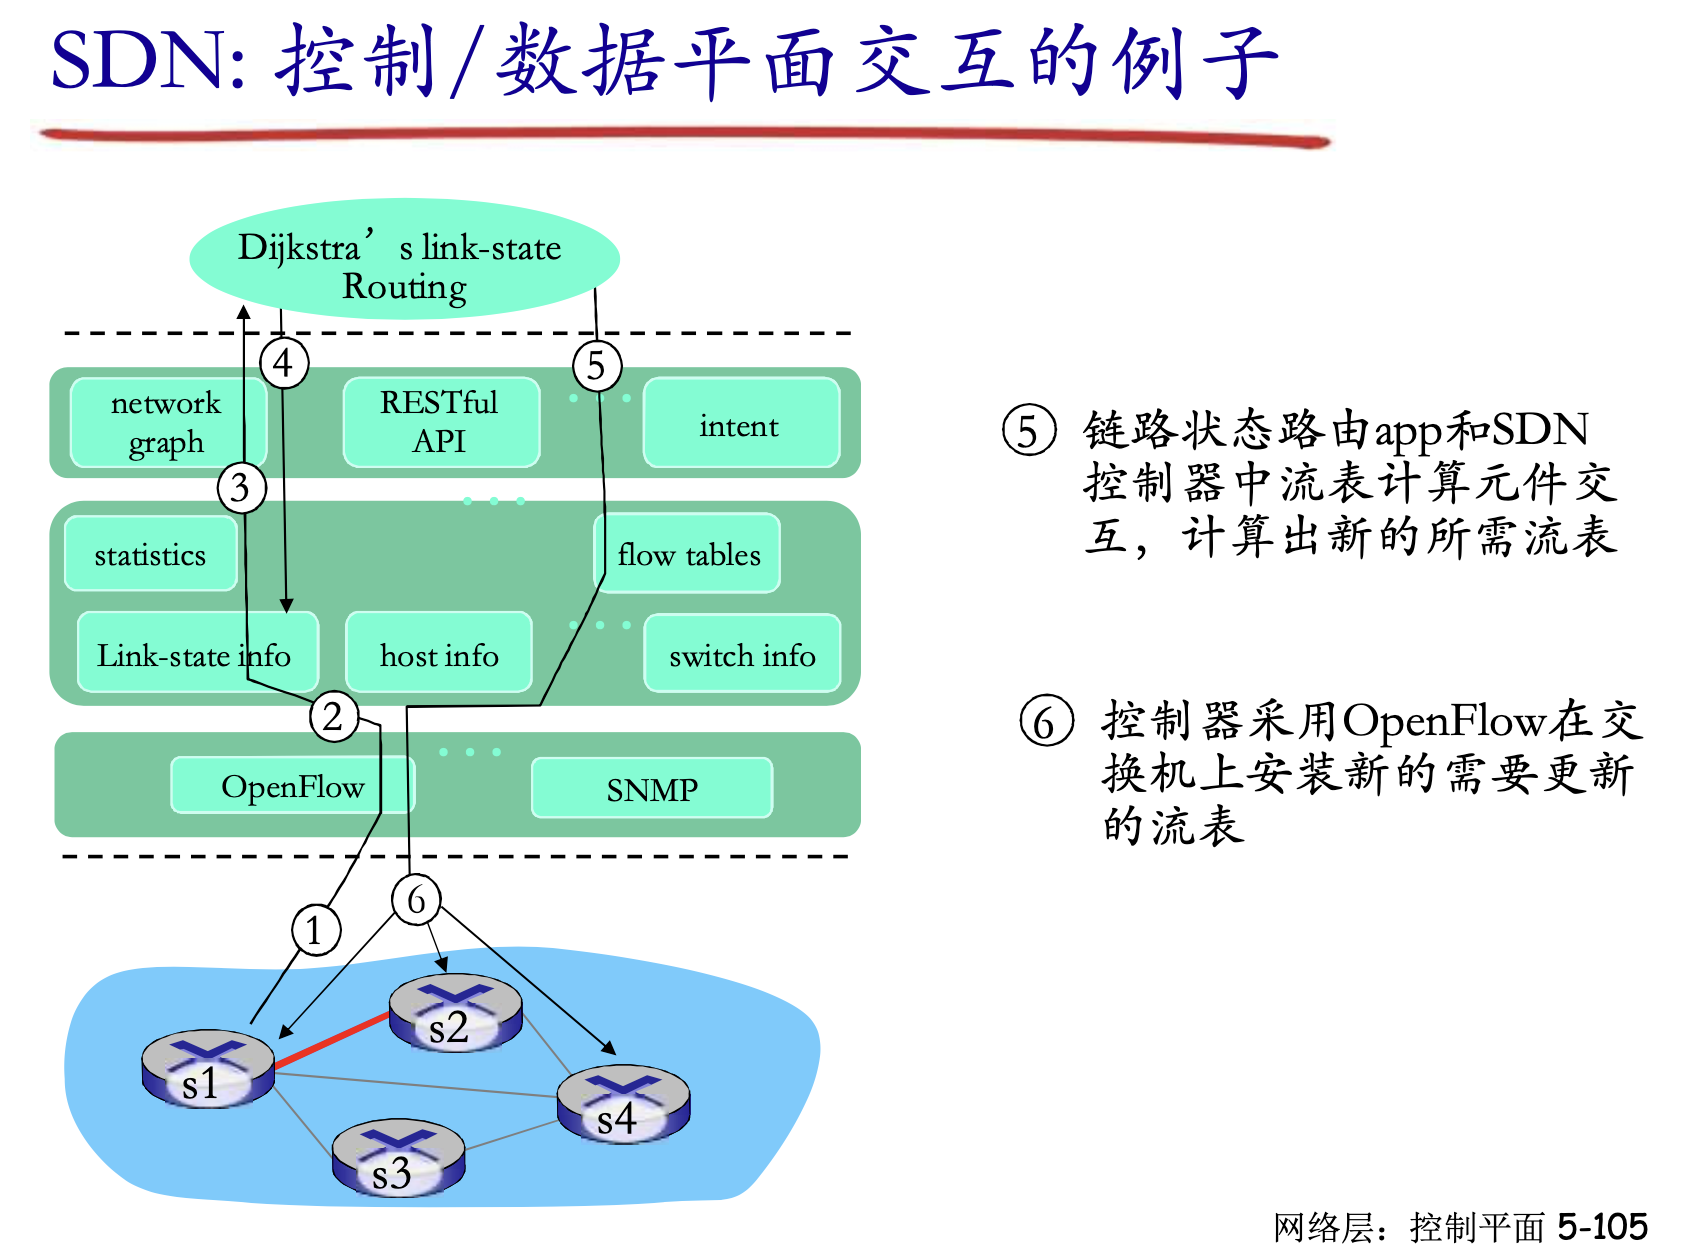 SDN: 控制/数据平面交互的例子
Dijkstra’s link-state
Routing
④
⑤
network
graph
RESTful
API
. . .
intent
③
. . .
statistics
flow tables
. . .
Link-state info
host info
switch info
②
. . .
OpenFlow
SNMP
⑥
①
s2
s1
s4
s3
⑤ 链路状态路由app和SDN
控制器中流表计算元件交
互，计算出新的所需流表
⑥ 控制器采用OpenFlow在交
换机上安装新的需要更新
的流表
网络层：控制平面 5-105